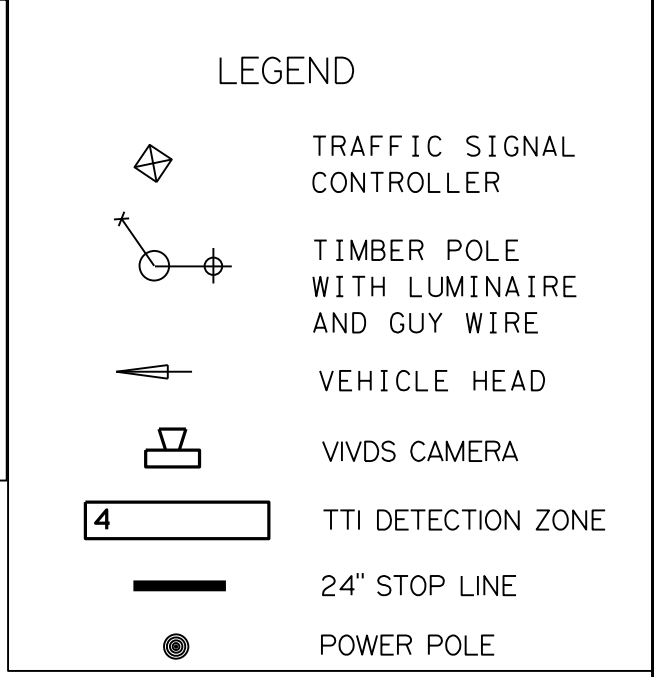 LEGEND
TRAFFIC SIGNAL
CONTROLLER
TIMBER POLE
WITH LUMINAIRE
AND GUY WIRE
VEHICLE HEAD
VIVDS CAMERA
4
TTI DETECTION ZONE
24" STOP LINE
POWER POLE